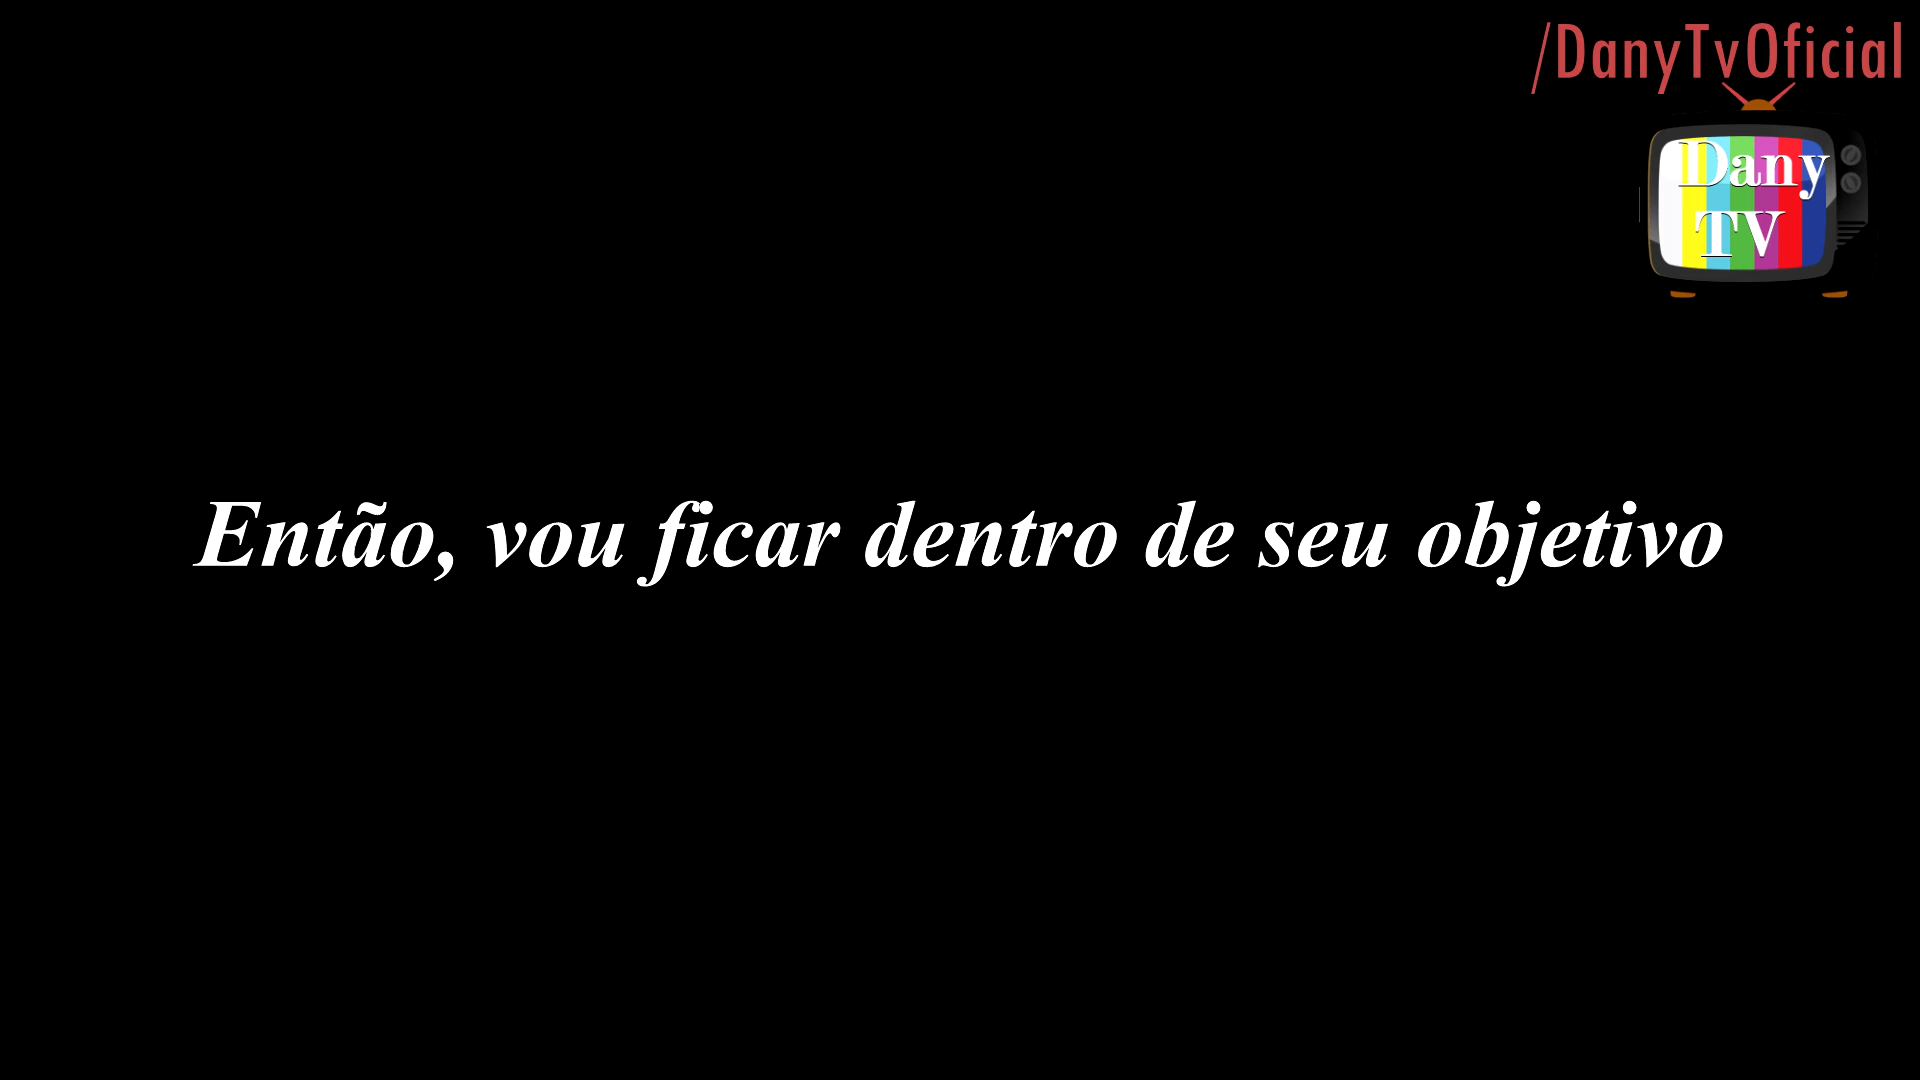 /DanyTvOficial
Dany
TV
Então, vou ficar dentro de seu objetivo